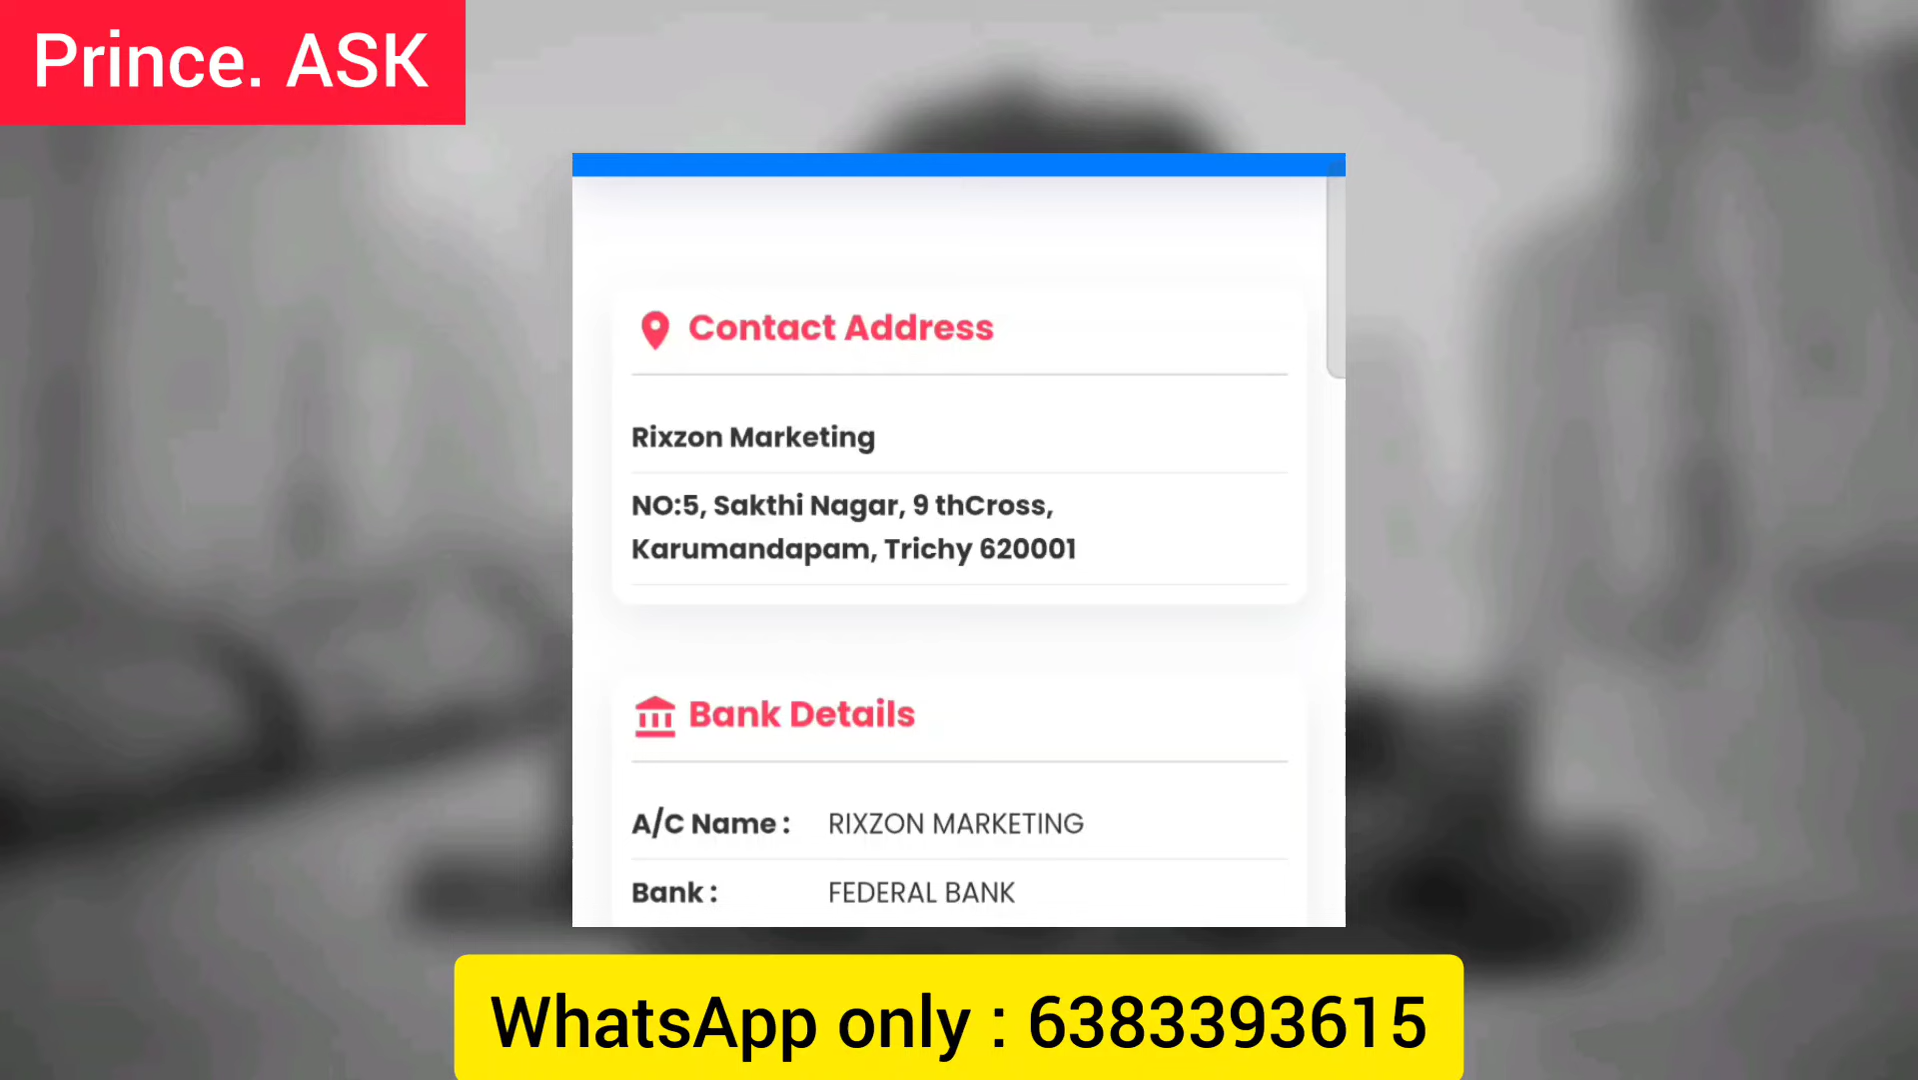 Prince. ASK
Contact Address
Rixzon Marketing
NO:5, Sakthi Nagar, 9 thCross,
Karumandapam, Trichy 620001
Bank Details
A/C Name : RIXZON MARKETING
Bank : FEDERAL BANK
WhatsApp only : 6383393615